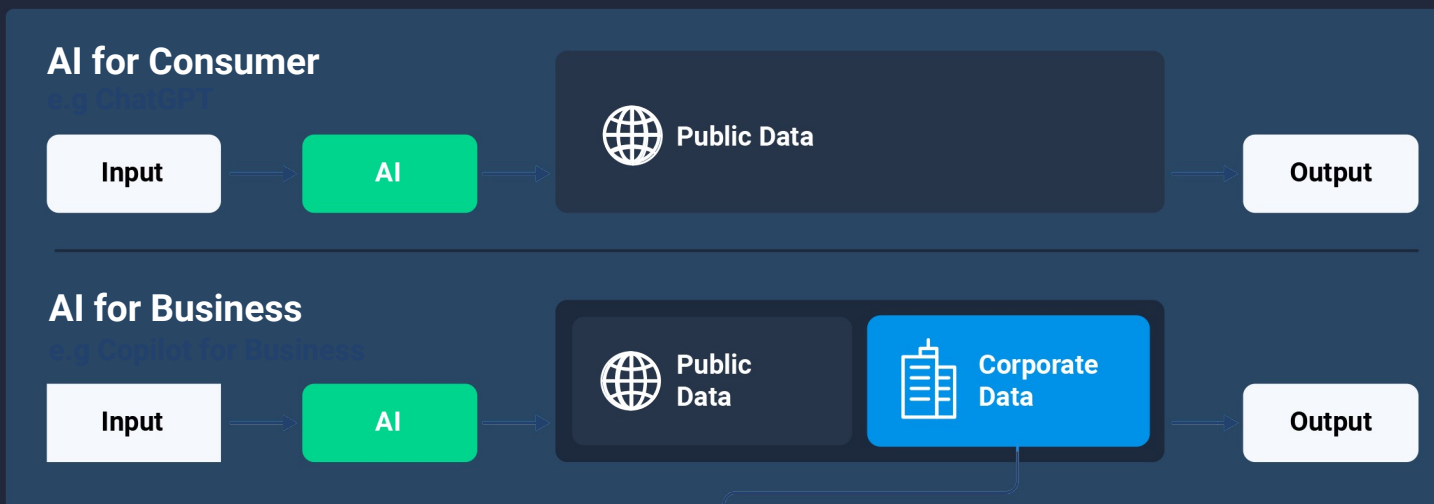 AI for Consumer
e.g ChatGPT
Input
AI
Public Data
Output
AI for Business
e.g Copilot for Business
Input
AI
Public
Data
Corporate
Data
Output